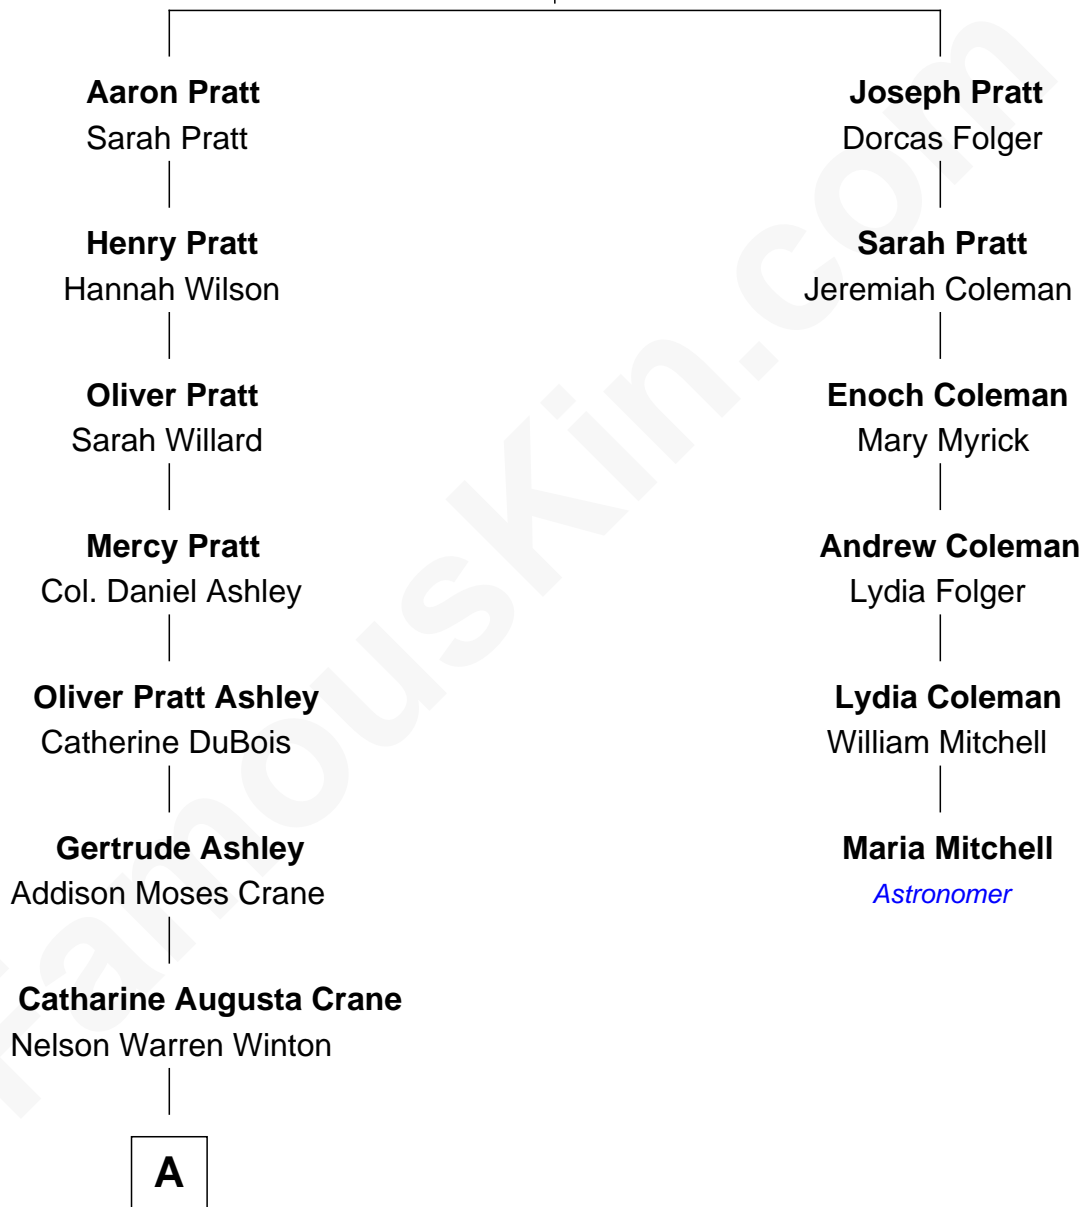 Aaron Pratt
Sarah Pratt
Henry Pratt
Hannah Wilson
Oliver Pratt
Sarah Willard
Mercy Pratt
Col. Daniel Ashley
Oliver Pratt Ashley
Catherine DuBois
Gertrude Ashley
Addison Moses Crane
Catharine Augusta Crane
Nelson Warren Winton
A
Joseph Pratt
Dorcas Folger
Sarah Pratt
Jeremiah Coleman
Enoch Coleman
Mary Myrick
Andrew Coleman
Lydia Folger
Lydia Coleman
William Mitchell
Maria Mitchell
Astronomer
FamousKin.com